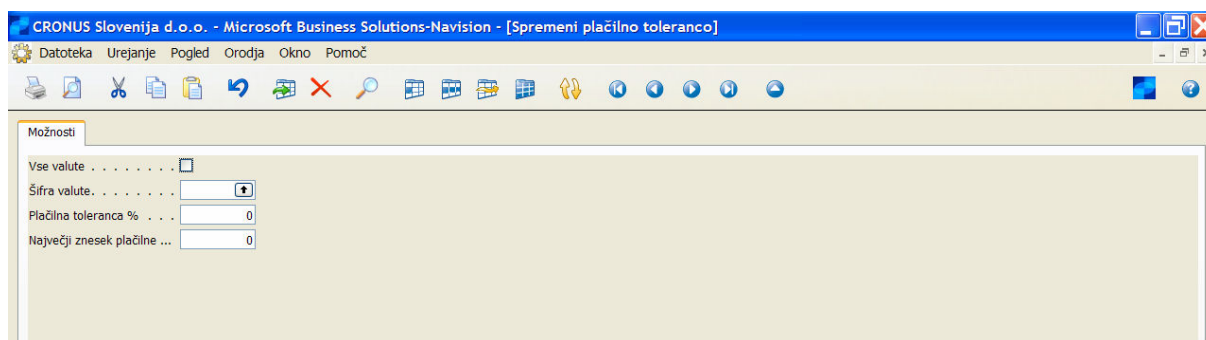 CRONUS Slovenija d.o.o. - Microsoft Business Solutions-Navision - [Spremeni plačilno toleranco]
Datoteka Urejanje Pogled Orodja Okno Pomoč
Možnosti
Vse valute . . . . . . . .
Šifra valute. . . . . . . .
Plačilna toleranca % . . . 0
Največji znesek plačilne ... 0